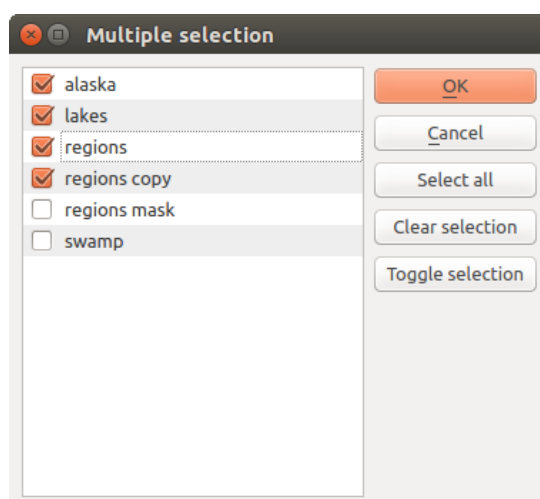 Multiple selection
alaska
lakes
regions
regions copy
regions mask
swamp
OK
Cancel
Select all
Clear selection
Toggle selection